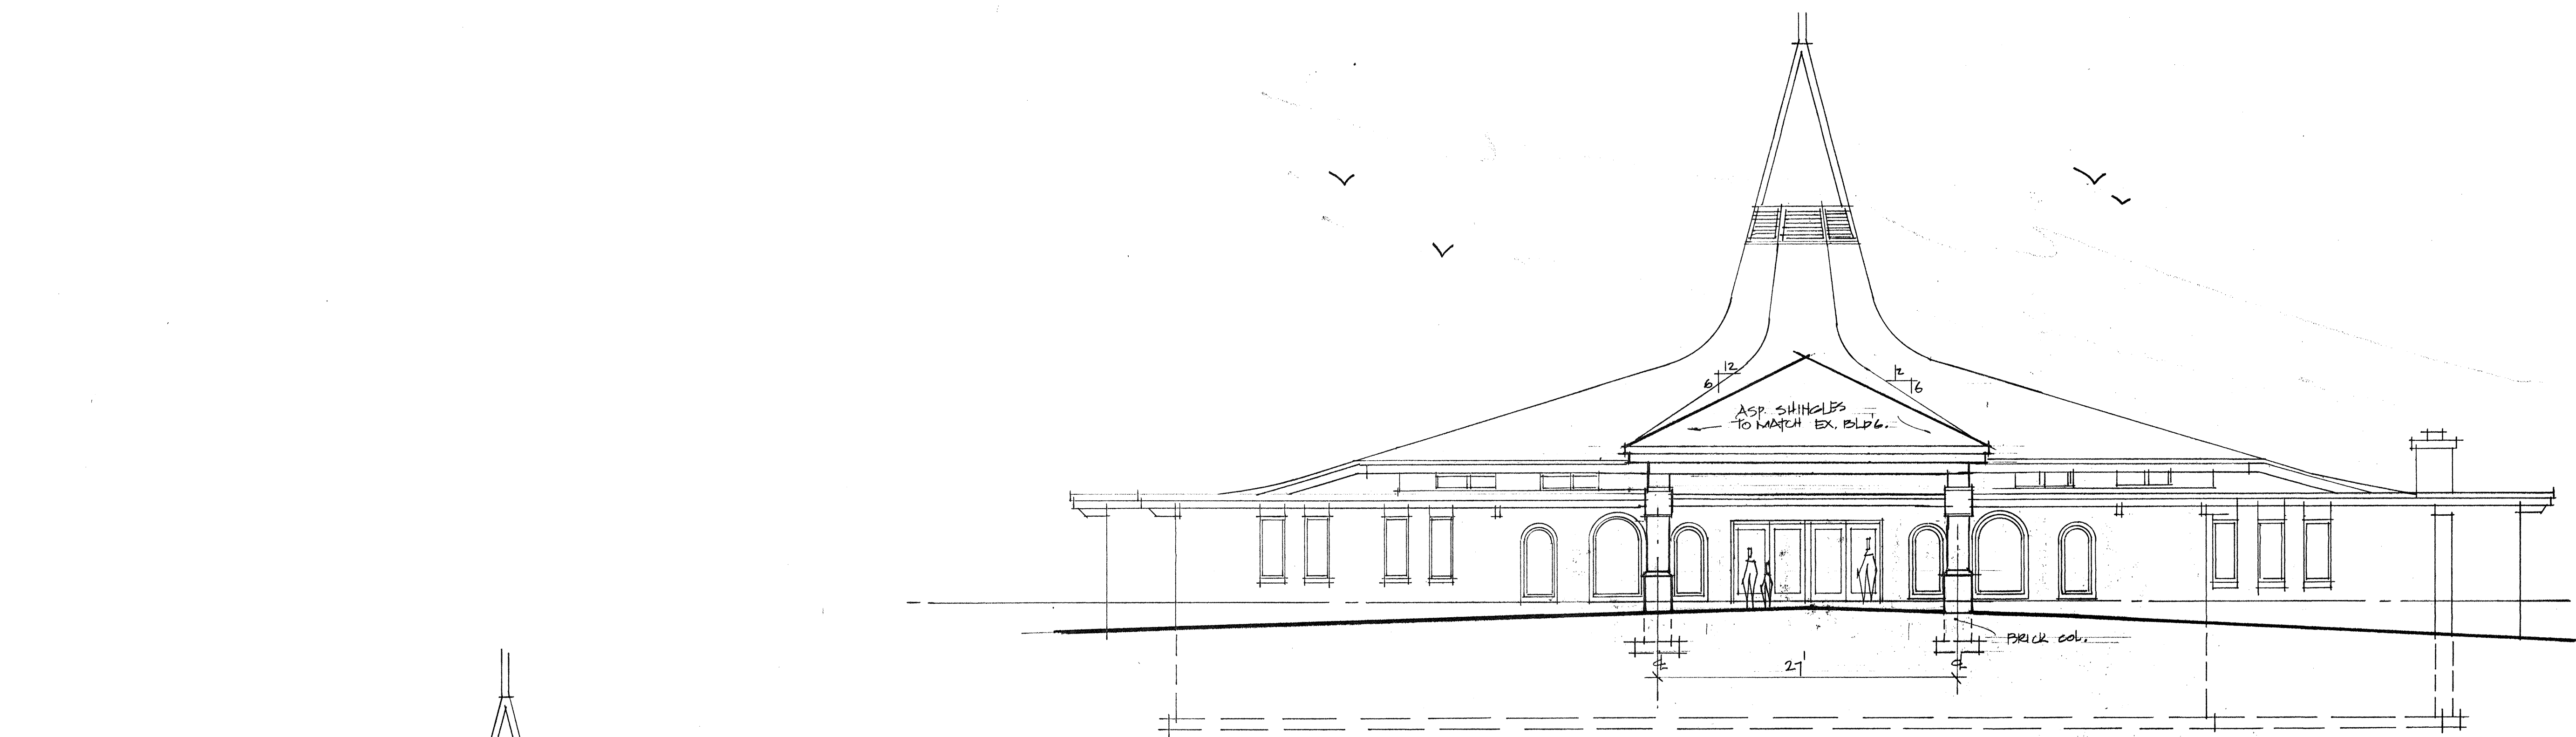 12
6
12
6
ASP. SHINGLES
TO MATCH EX. BLDG.
BRICK COL.
℄
27'
℄